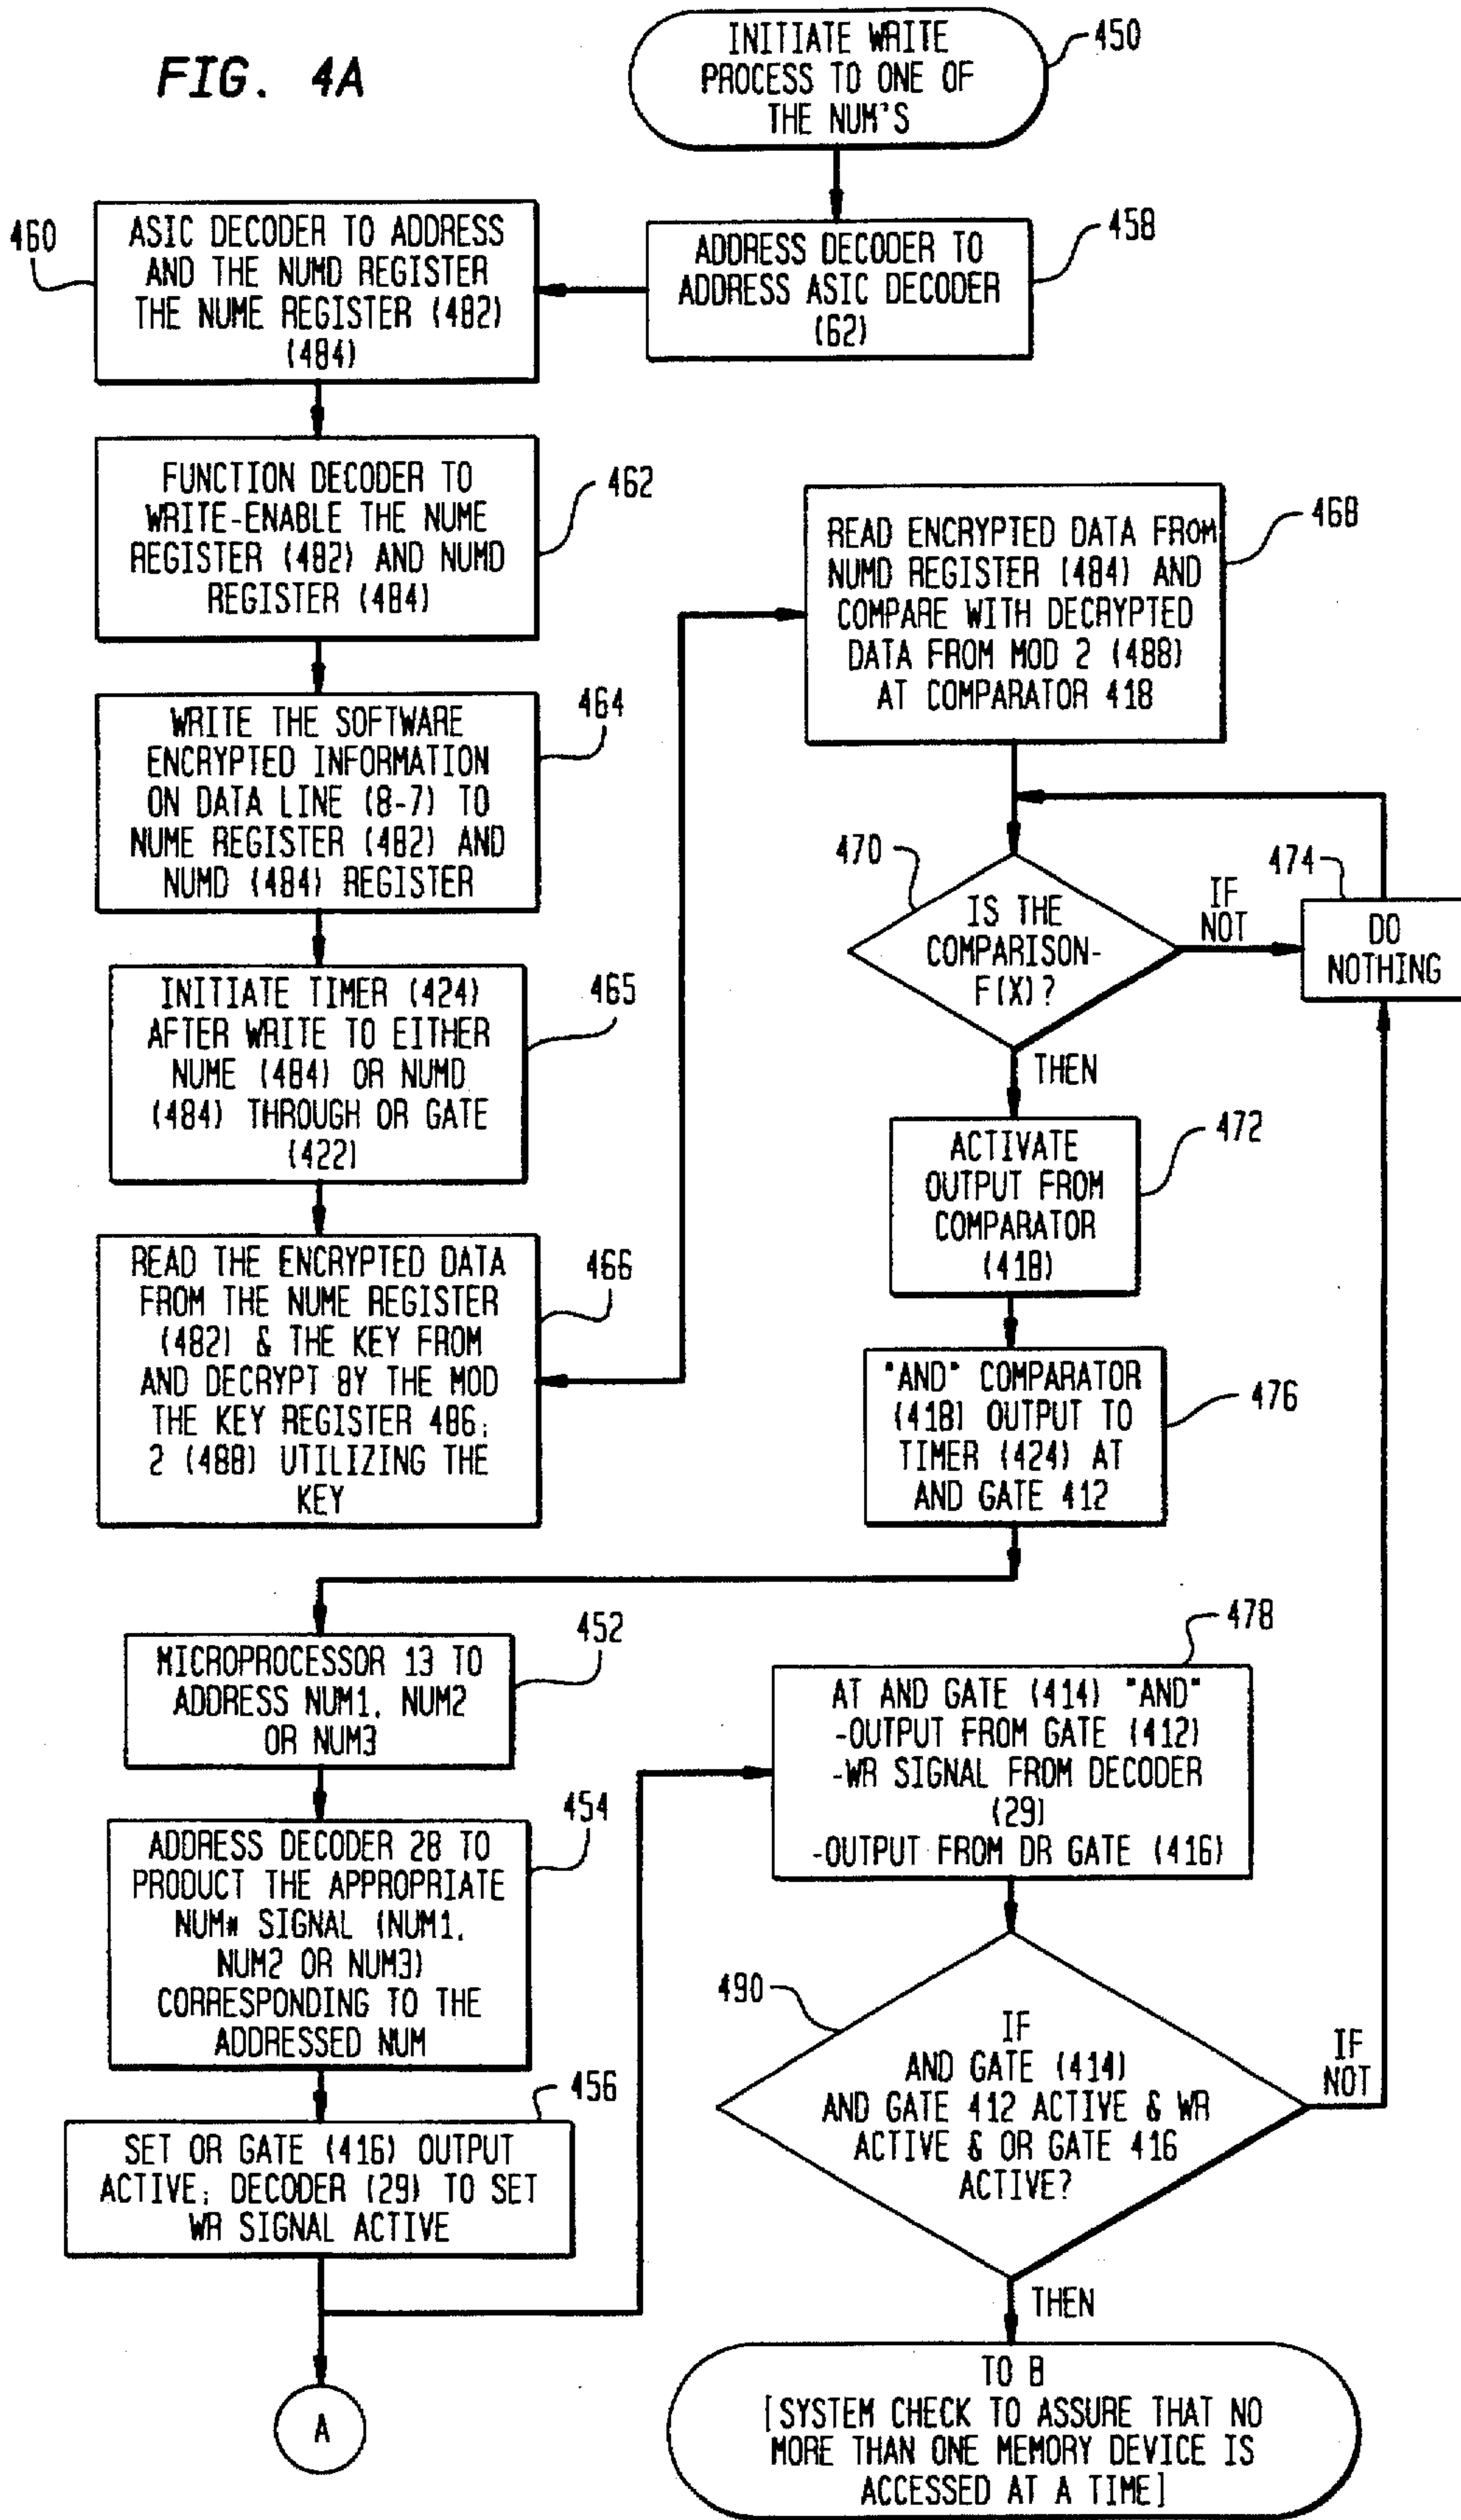 FIG. 4A
INITIATE WRITE
PROCESS TO ONE OF
THE NUM'S
450
ADDRESS DECODER TO
ADDRESS ASIC DECODER
(62)
458
460
ASIC DECODER TO ADDRESS
AND THE NUMD REGISTER
THE NUME REGISTER (482)
(484)
FUNCTION DECODER TO
WRITE-ENABLE THE NUME
REGISTER (482) AND NUMD
REGISTER (484)
462
WRITE THE SOFTWARE
ENCRYPTED INFORMATION
ON DATA LINE (8-7) TO
NUME REGISTER (482) AND
NUMD (484) REGISTER
464
INITIATE TIMER (424)
AFTER WRITE TO EITHER
NUME (484) OR NUMD
(484) THROUGH OR GATE
(422)
465
READ THE ENCRYPTED DATA
FROM THE NUME REGISTER
(482) & THE KEY FROM
AND DECRYPT BY THE MOD
THE KEY REGISTER 486;
2 (488) UTILIZING THE
KEY
466
READ ENCRYPTED DATA FROM
NUMD REGISTER (484) AND
COMPARE WITH DECRYPTED
DATA FROM MOD 2 (488)
AT COMPARATOR 418
468
470
IS THE
COMPARISON-
F(X)?
IF
NOT
474
DO
NOTHING
THEN
ACTIVATE
OUTPUT FROM
COMPARATOR
(418)
472
"AND" COMPARATOR
(418) OUTPUT TO
TIMER (424) AT
AND GATE 412
476
MICROPROCESSOR 13 TO
ADDRESS NUM1, NUM2
OR NUM3
452
ADDRESS DECODER 28 TO
PRODUCT THE APPROPRIATE
NUM* SIGNAL (NUM1,
NUM2 OR NUM3)
CORRESPONDING TO THE
ADDRESSED NUM
454
SET OR GATE (416) OUTPUT
ACTIVE; DECODER (29) TO SET
WR SIGNAL ACTIVE
456
A
AT AND GATE (414) "AND"
-OUTPUT FROM GATE (412)
-WR SIGNAL FROM DECODER
(29)
-OUTPUT FROM DR GATE (416)
478
490
IF
AND GATE (414)
AND GATE 412 ACTIVE & WR
ACTIVE & OR GATE 416
ACTIVE?
IF
NOT
THEN
TO B
[SYSTEM CHECK TO ASSURE THAT NO
MORE THAN ONE MEMORY DEVICE IS
ACCESSED AT A TIME]